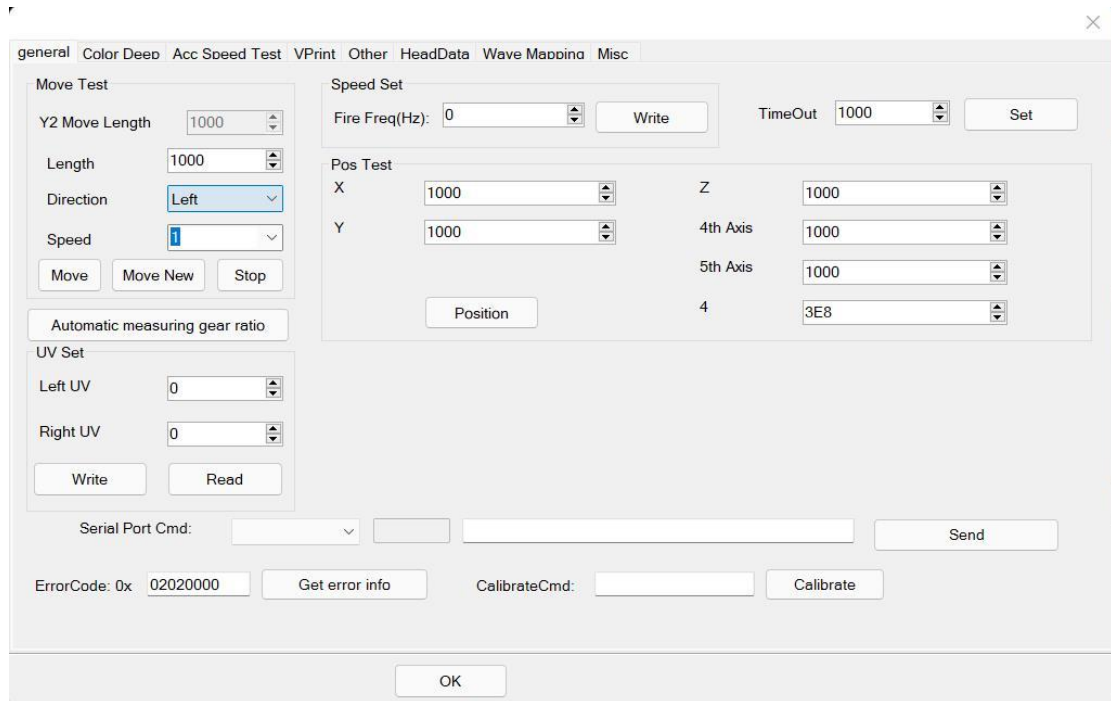 general Color Deep Acc Speed Test VPrint Other HeadData Wave Mapping Misc
Move Test
Y2 Move Length 1000
Length 1000
Direction Left
Speed 1
Move Move New Stop
Automatic measuring gear ratio
Speed Set
Fire Freq(Hz): 0 Write
TimeOut 1000 Set
Pos Test
X 1000 Z 1000
Y 1000 4th Axis 1000
5th Axis 1000
Position 4 3E8
UV Set
Left UV 0
Right UV 0
Write Read
Serial Port Cmd: Send
ErrorCode: 0x 02020000 Get error info CalibrateCmd: Calibrate
OK